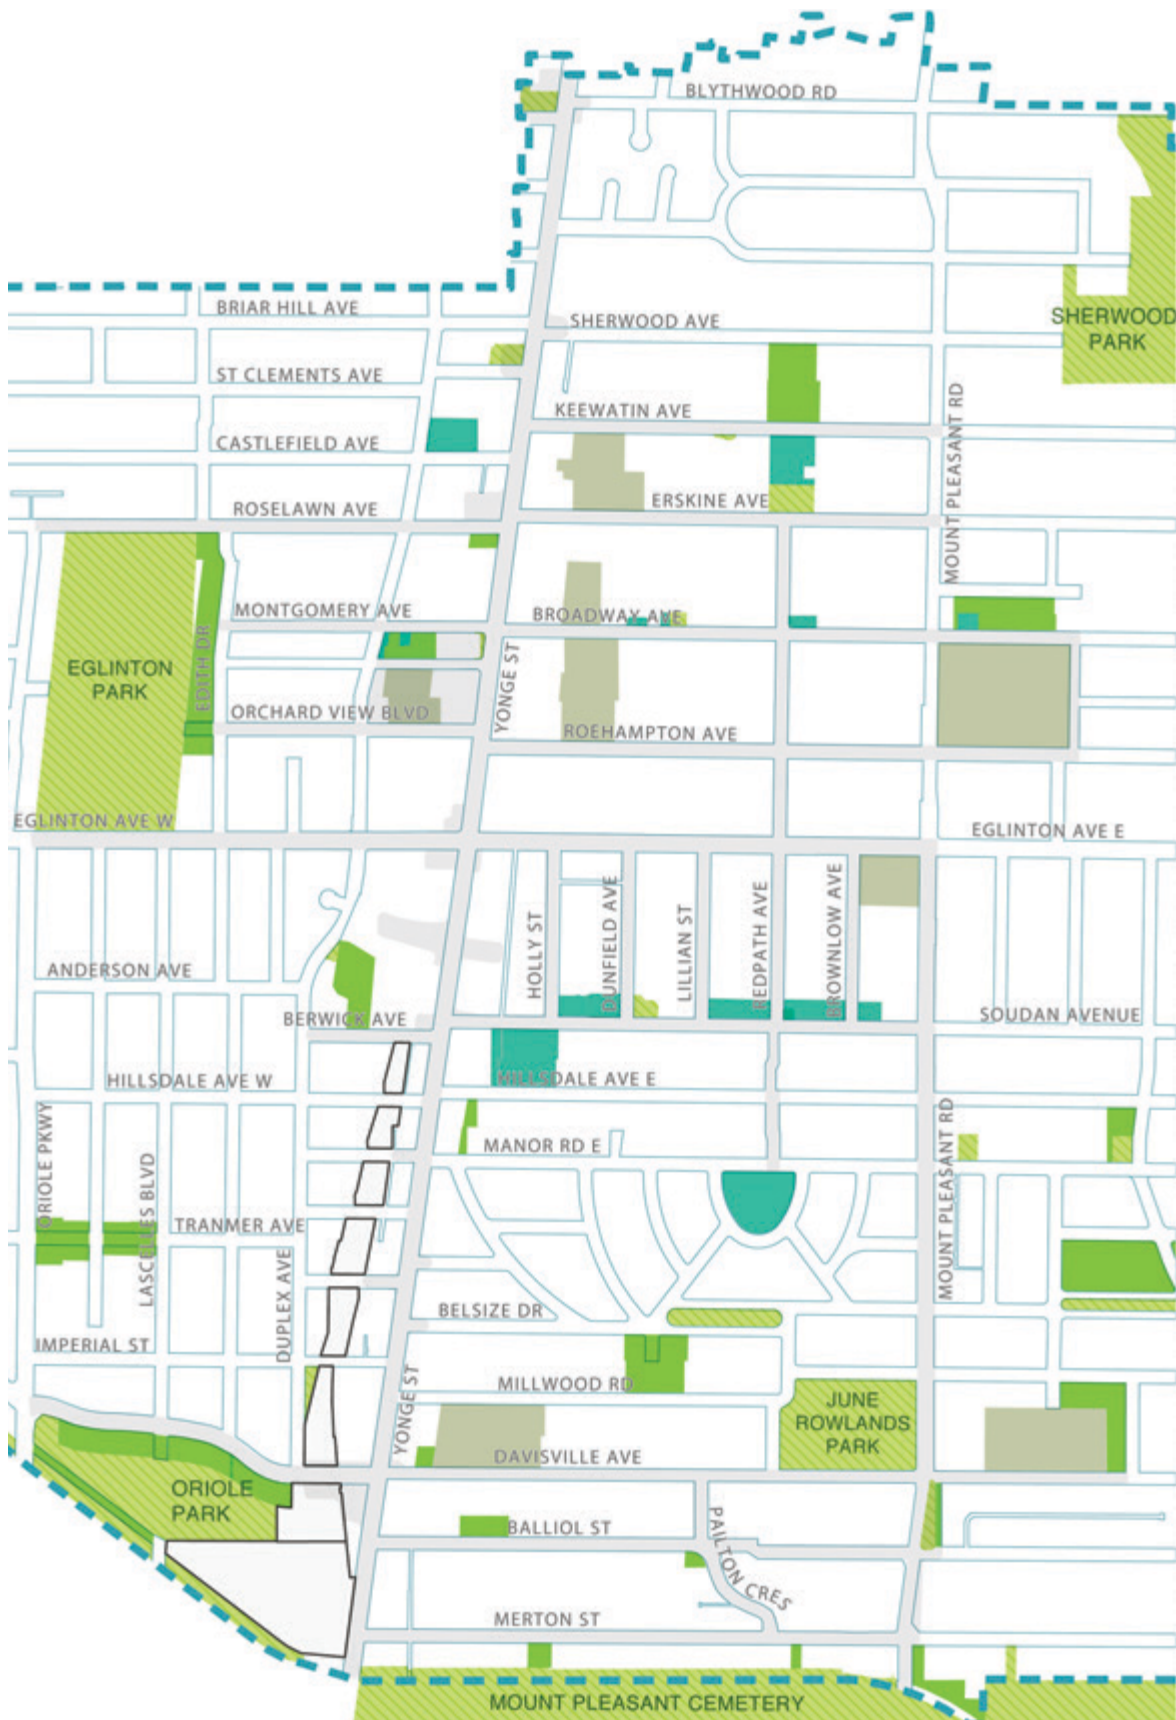 BLYTHWOOD RD
BRIAR HILL AVE
SHERWOOD AVE
SHERWOOD
PARK
ST CLEMENTS AVE
KEEWATIN AVE
MOUNT PLEASANT RD
CASTLEFIELD AVE
ERSKINE AVE
ROSELAWN AVE
MONTGOMERY AVE
BROADWAY AVE
EDITH DR
EGLINTON
PARK
YONGE ST
ORCHARD VIEW BLVD
ROEHAMPTON AVE
EGLINTON AVE W
EGLINTON AVE E
HOLLY ST
DUNFIELD AVE
LILLIAN ST
REDPATH AVE
BROWNLOW AVE
ANDERSON AVE
BERWICK AVE
SOUDAN AVENUE
HILLSDALE AVE W
HILLSDALE AVE E
ORIOLE PKWY
MANOR RD E
MOUNT PLEASANT RD
LASCELLES BLVD
TRANMER AVE
DUPLEX AVE
BELSIZE DR
IMPERIAL ST
YONGE ST
MILLWOOD RD
JUNE
ROWLANDS
PARK
DAVISVILLE AVE
ORIOLE
PARK
BALLIOL ST
PAILTON CRES
MERTON ST
MOUNT PLEASANT CEMETERY